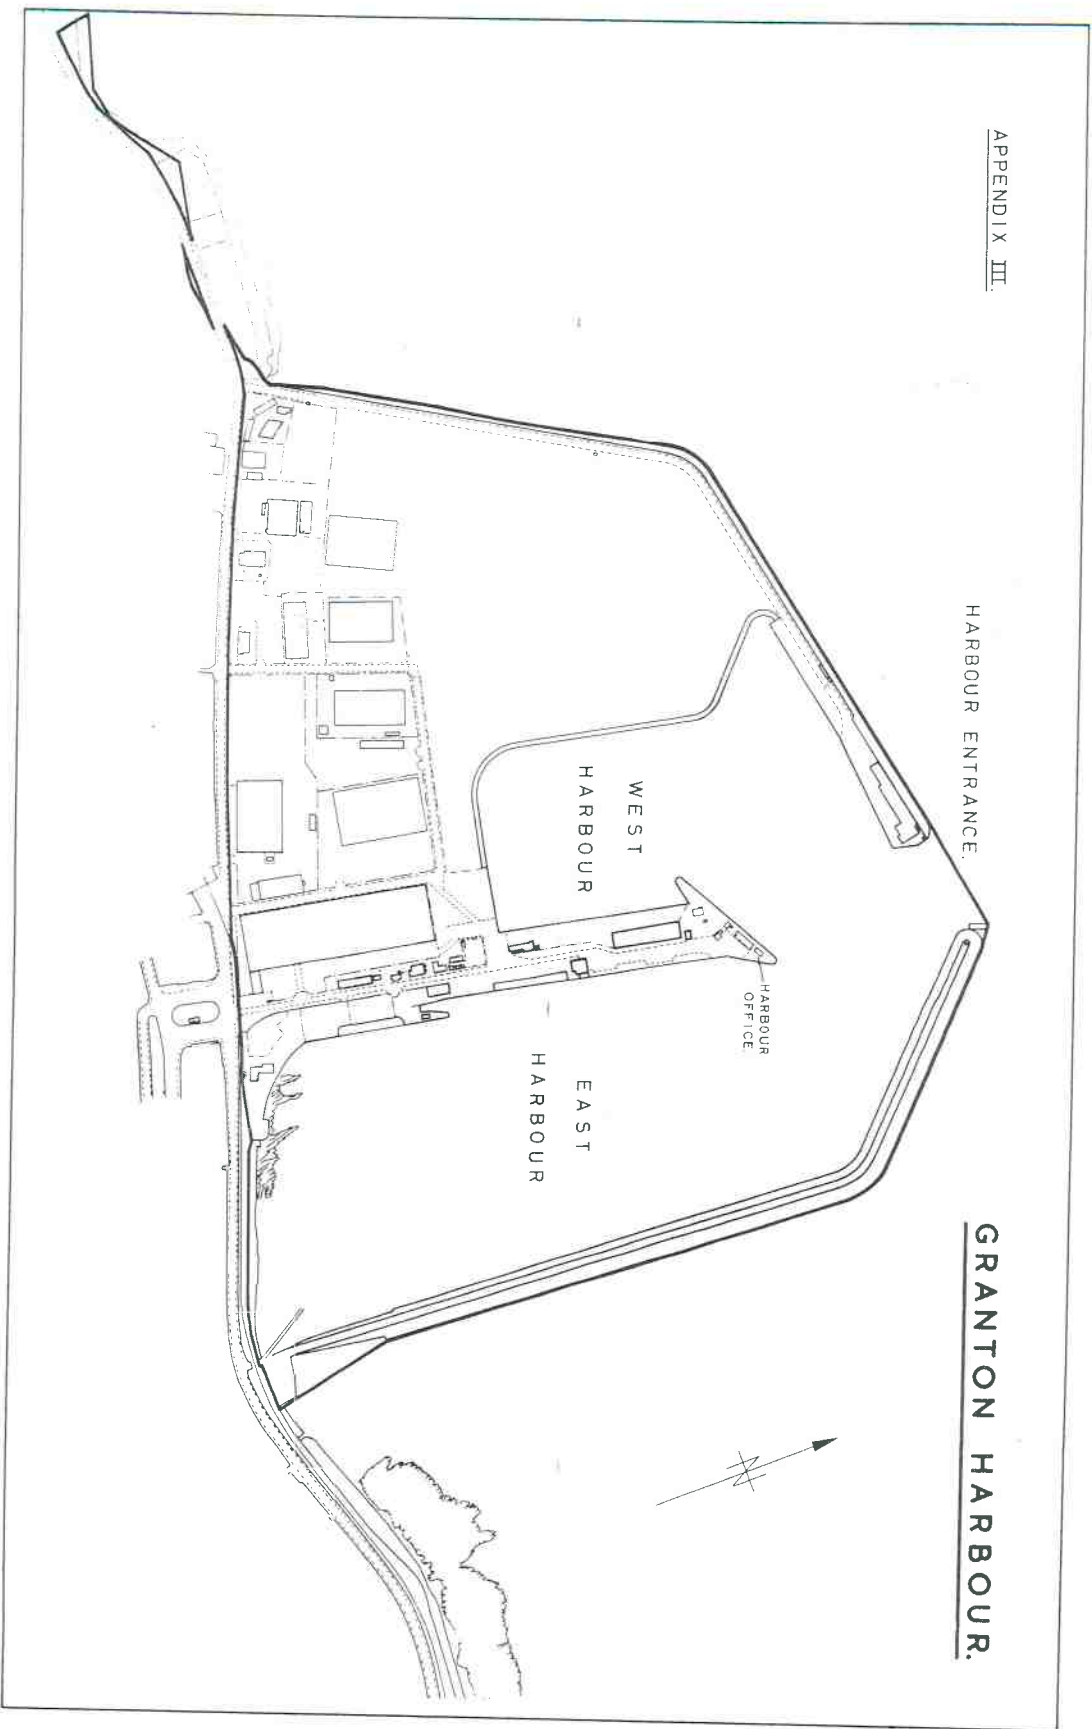 APPENDIX III.
GRANTON HARBOUR.
HARBOUR ENTRANCE.
WEST
HARBOUR
HARBOUR
OFFICE
EAST
HARBOUR
N